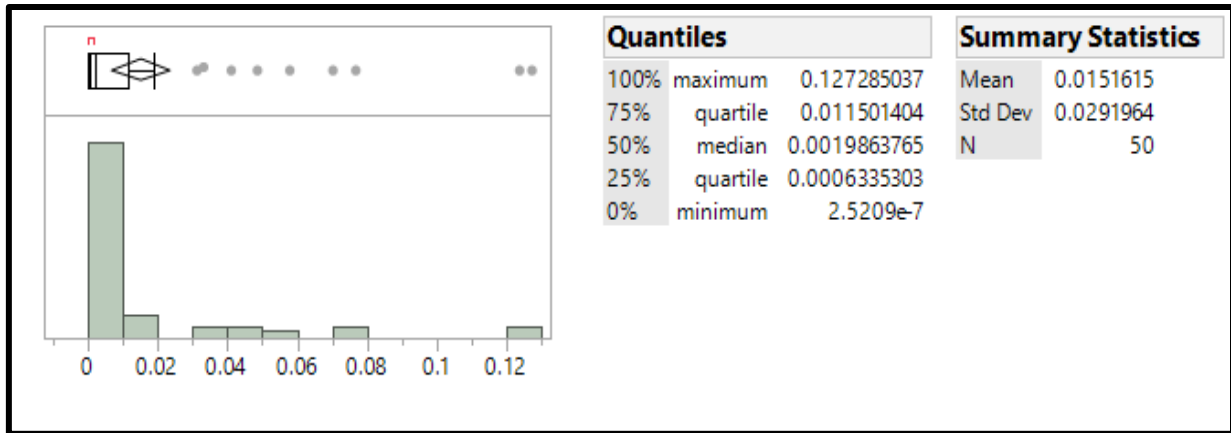 Quantiles
100% maximum 0.127285037
75% quartile 0.011501404
50% median 0.0019863765
25% quartile 0.0006335303
0% minimum 2.5209e-7
Summary Statistics
Mean 0.0151615
Std Dev 0.0291964
N 50
0 0.02 0.04 0.06 0.08 0.1 0.12